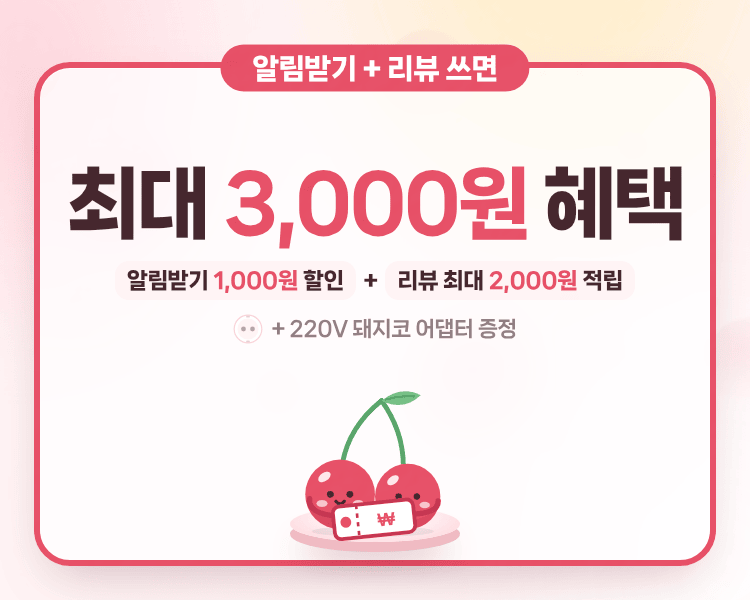 알림받기 + 리뷰 쓰면
최대 3,000원 혜택
알림받기 1,000원 할인 + 리뷰 최대 2,000원 적립
+ 220V 돼지코 어댑터 증정
₩